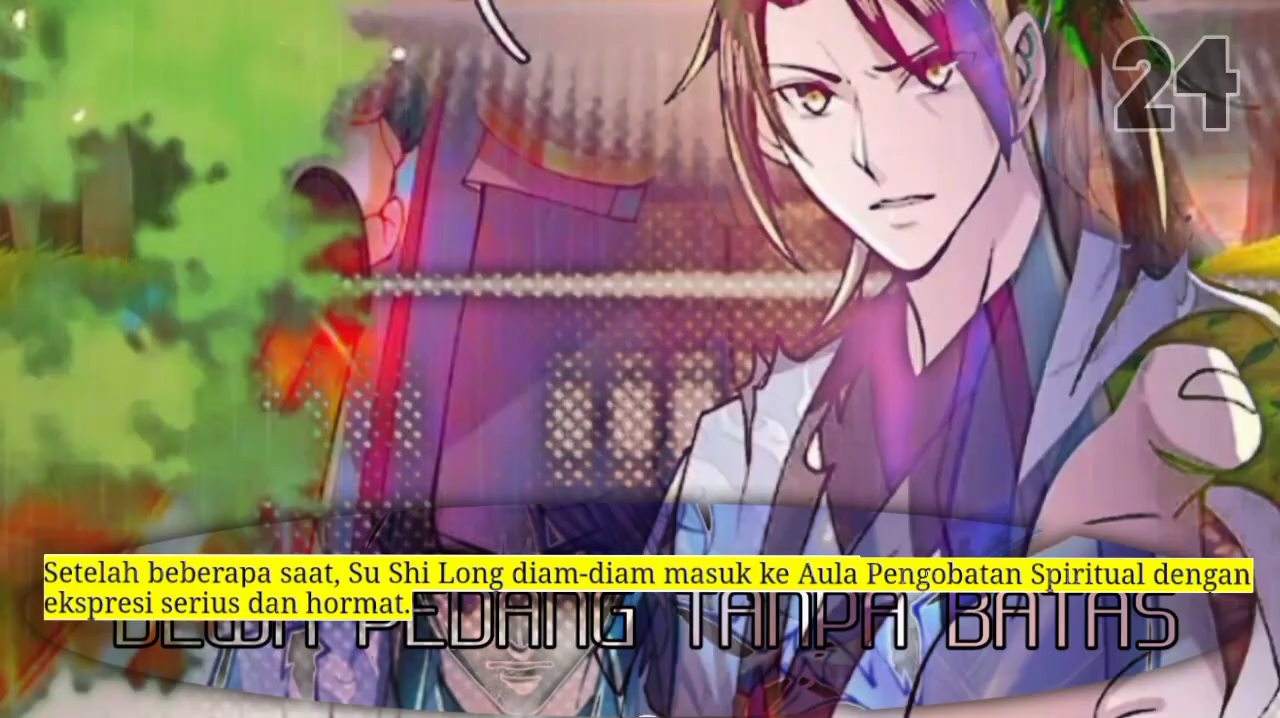 24
Setelah beberapa saat, Su Shi Long diam-diam masuk ke Aula Pengobatan Spiritual dengan
ekspresi serius dan hormat.
DEWA PEDANG TANPA BATAS